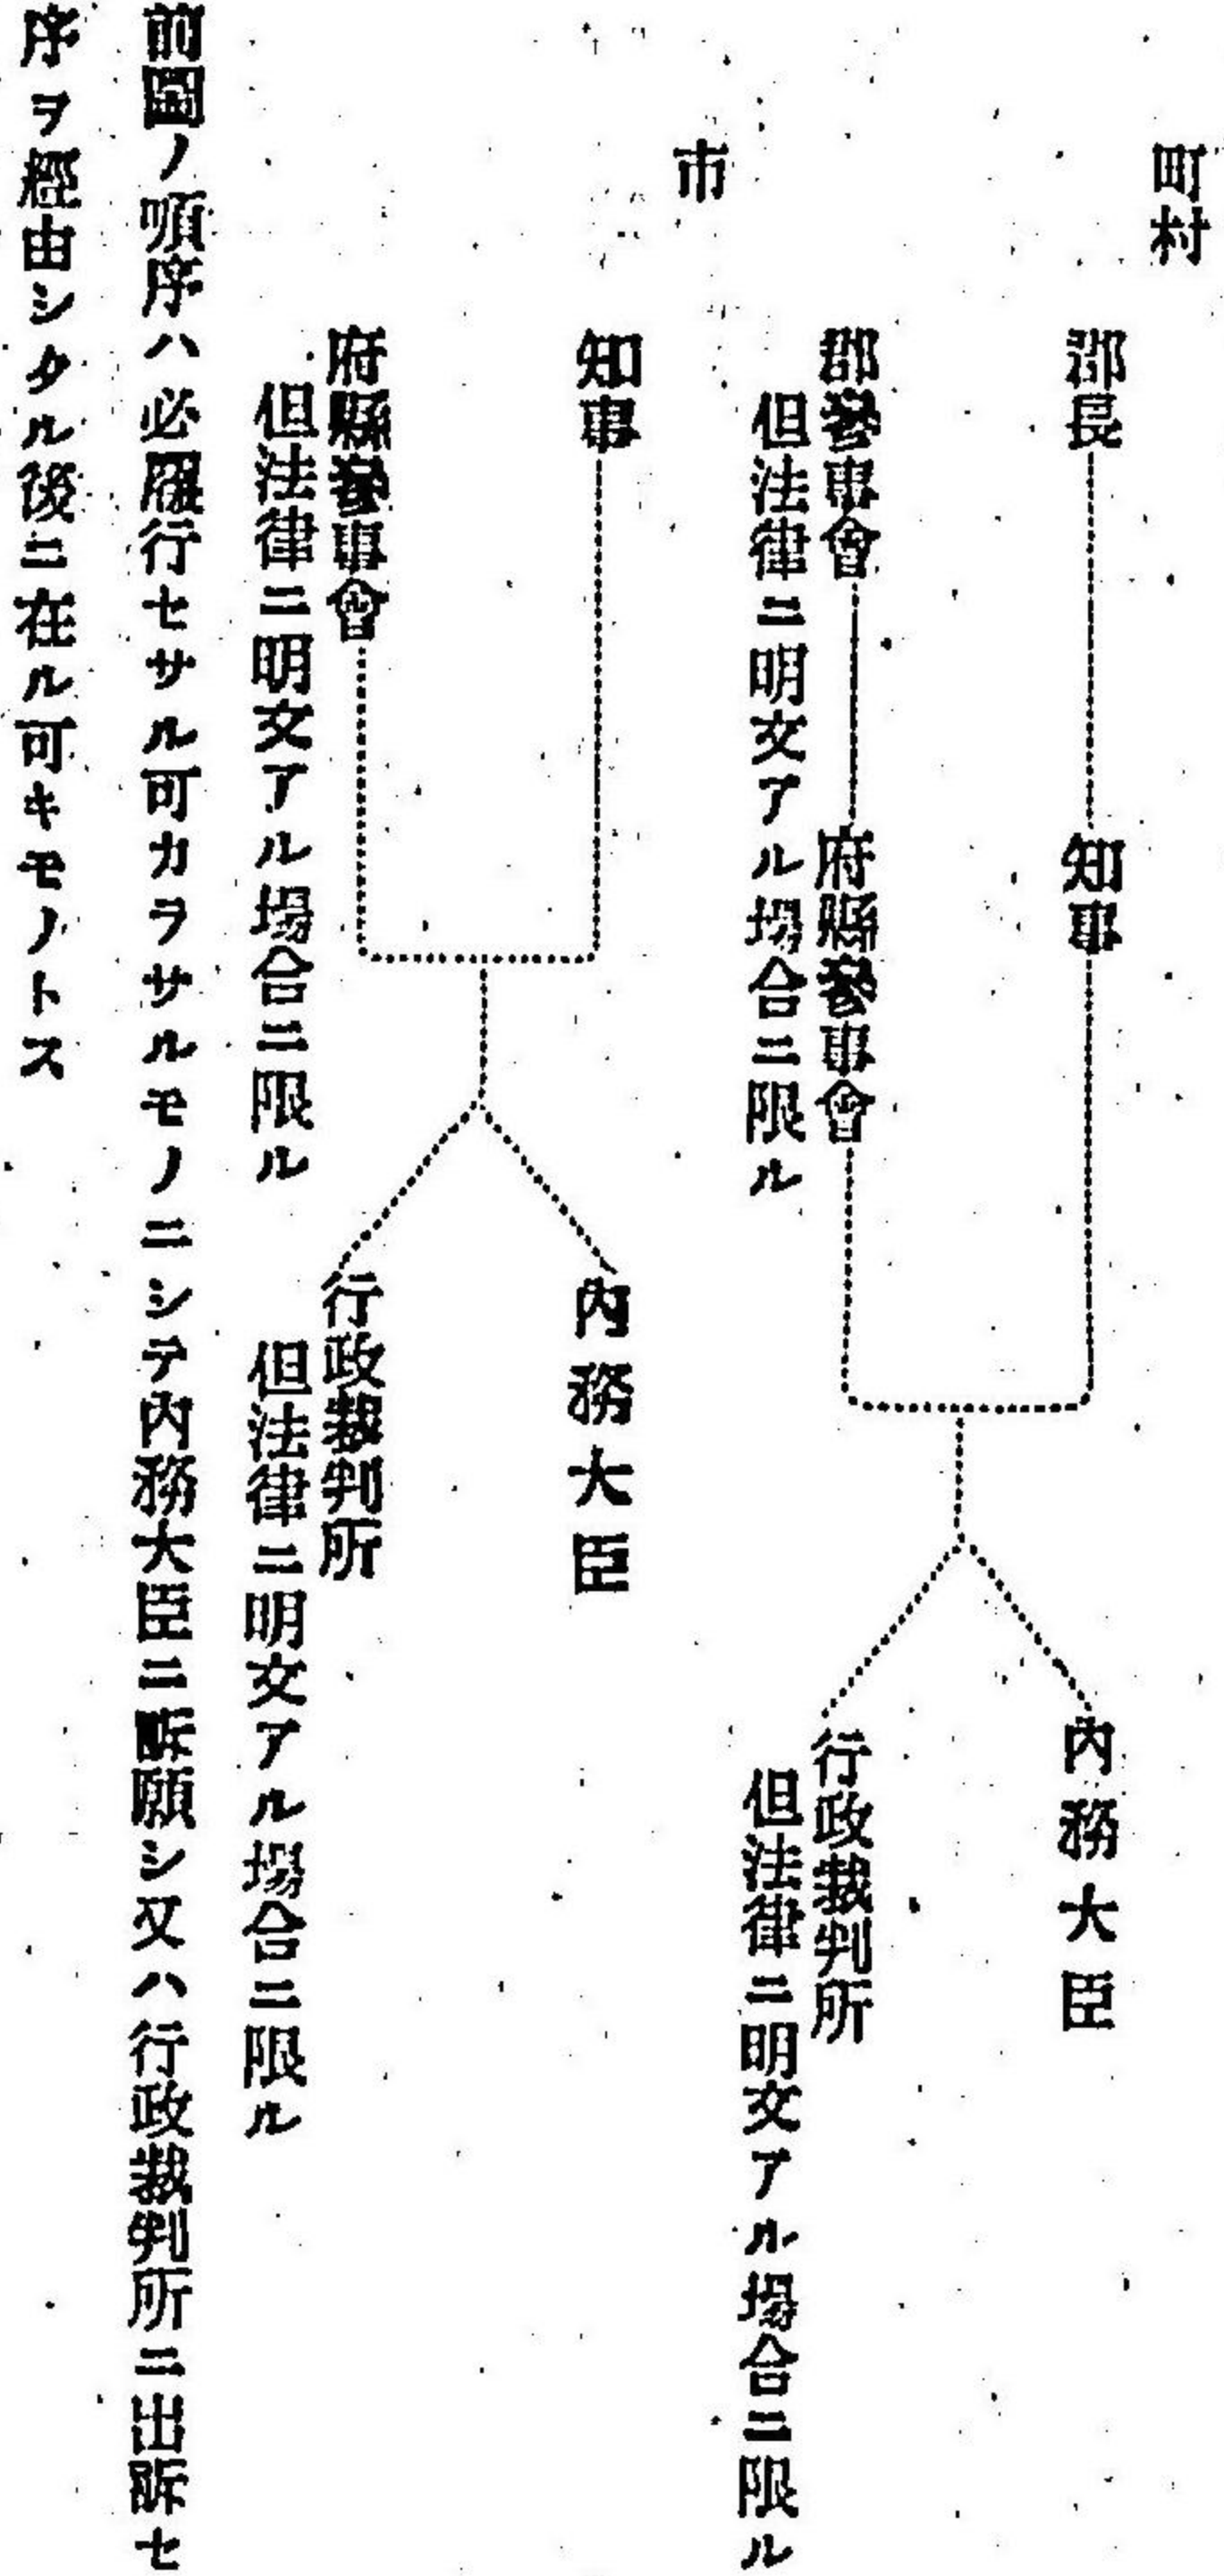 町村
郡長
知事
內務大臣
郡參事會
府縣參事會
行政裁判所
但法律ニ明文アル場合ニ限ル
但法律ニ明文アル場合ニ限ル
市
知事
內務大臣
府縣參事會
行政裁判所
但法律ニ明文アル場合ニ限ル
但法律ニ明文アル場合ニ限ル
前圖ノ順序ハ必履行セサル可カラサルモノニシテ內務大臣ニ訴願シ又ハ行政裁判所ニ出訴セ
序ヲ經由シタル後ニ在ル可キモノトス